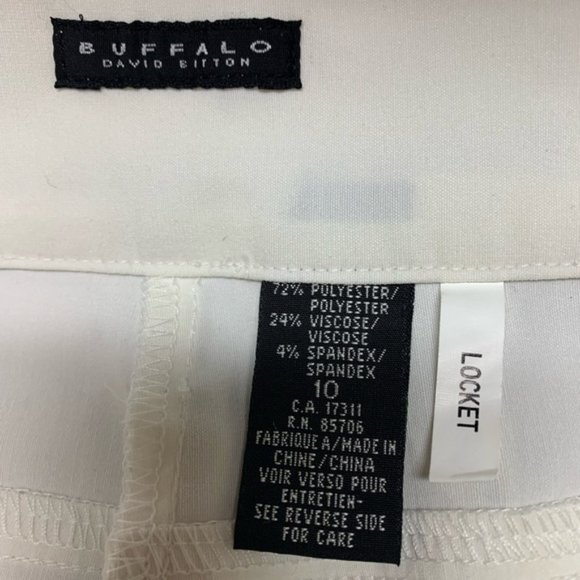 BUFFALO
DAVID BITTON
72% POLYESTER/
POLYESTER
24% VISCOSE/
VISCOSE
4% SPANDEX/
SPANDEX
10
C.A. 17311
R.N. 85706
FABRIQUE A/MADE IN
CHINE/CHINA
VOIR VERSO POUR
ENTRETIEN-
SEE REVERSE SIDE
FOR CARE
LOCKET